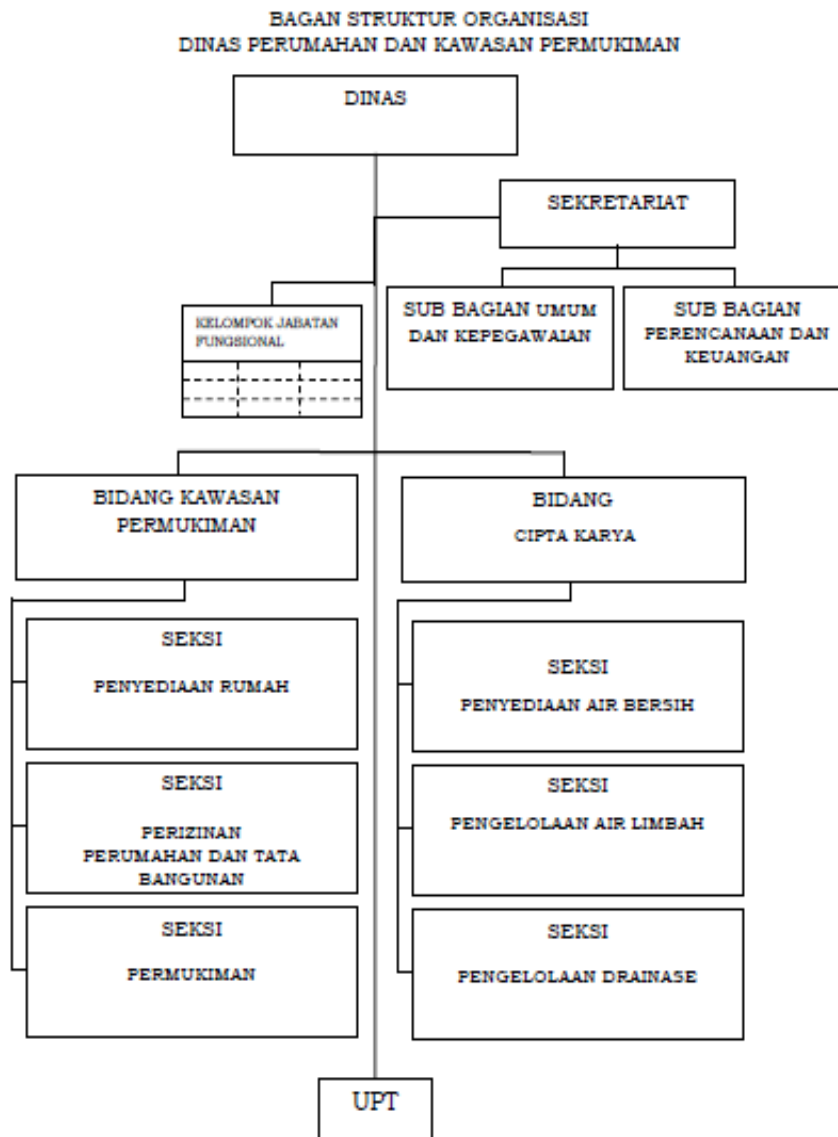 BAGAN STRUKTUR ORGANISASI
DINAS PERUMAHAN DAN KAWASAN PERMUKIMAN
DINAS
SEKRETARIAT
KELOMPOK JABATAN
FUNGSIONAL
SUB BAGIAN UMUM
DAN KEPEGAWAIAN
SUB BAGIAN
PERENCANAAN DAN
KEUANGAN
BIDANG KAWASAN
PERMUKIMAN
SEKSI
PENYEDIAAN RUMAH
SEKSI
PERIZINAN
PERUMAHAN DAN TATA
BANGUNAN
SEKSI
PERMUKIMAN
BIDANG
CIPTA KARYA
SEKSI
PENYEDIAAN AIR BERSIH
SEKSI
PENGELOLAAN AIR LIMBAH
SEKSI
PENGELOLAAN DRAINASE
UPT